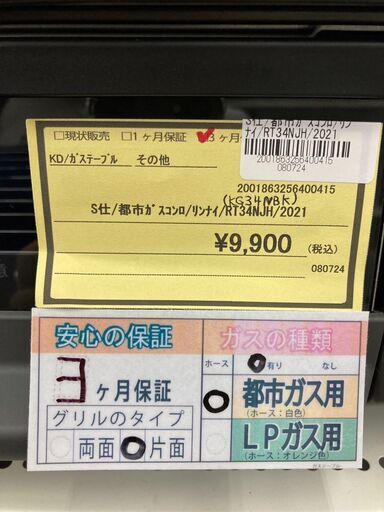 □現状販売 □1ヶ月保証 3ヶ月
KD/ガステーブル その他
S仕/都市ガスコンロ/リン
ナイ/RT34NJH/2021
2001863256400415
080724
2001863256400415
(KG34NBK)
S仕/都市ガスコンロ/リンナイ/RT34NJH/2021
¥9,900 (税込)
080724
安心の保証
3ヶ月保証
グリルのタイプ
両面 片面
ガスの種類
ホース 有り なし
都市ガス用
(ホース：白色)
LPガス用
(ホース：オレンジ色)
ガステーブル